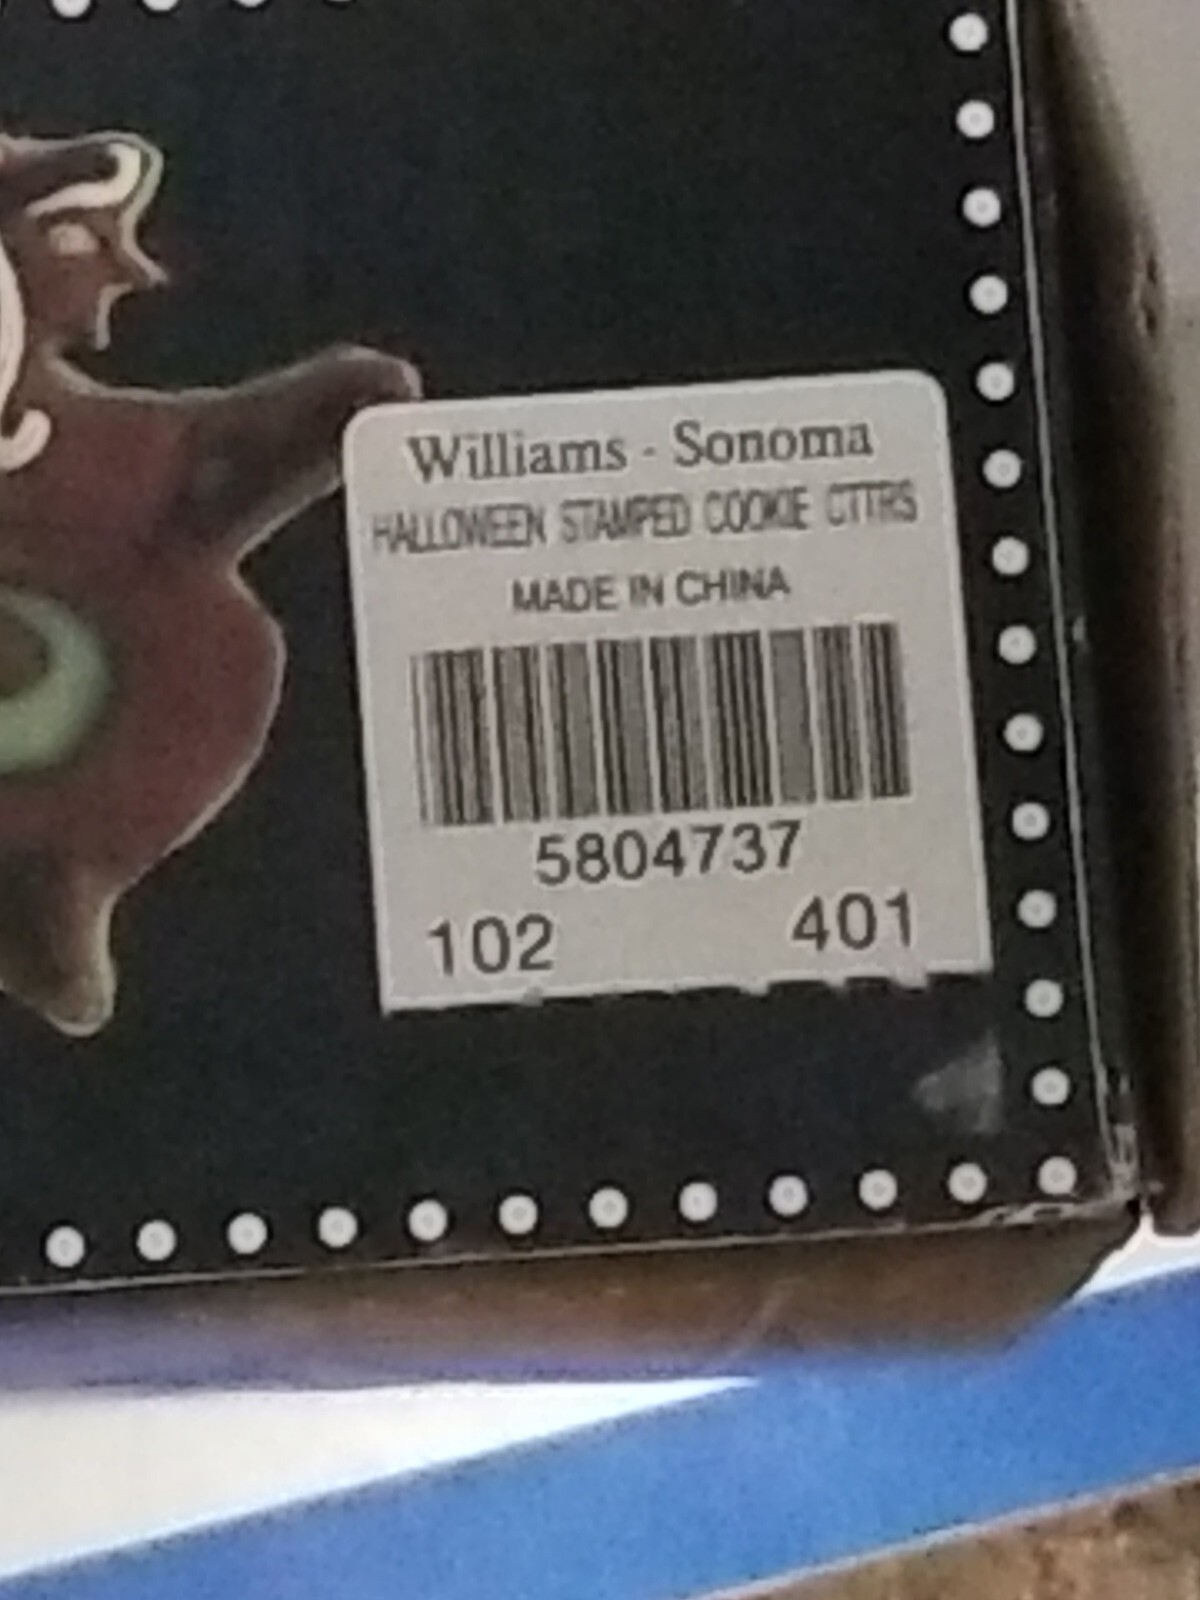 Williams - Sonoma
HALLOWEEN STAMPED COOKIE CTTRS
MADE IN CHINA
5804737
102 401